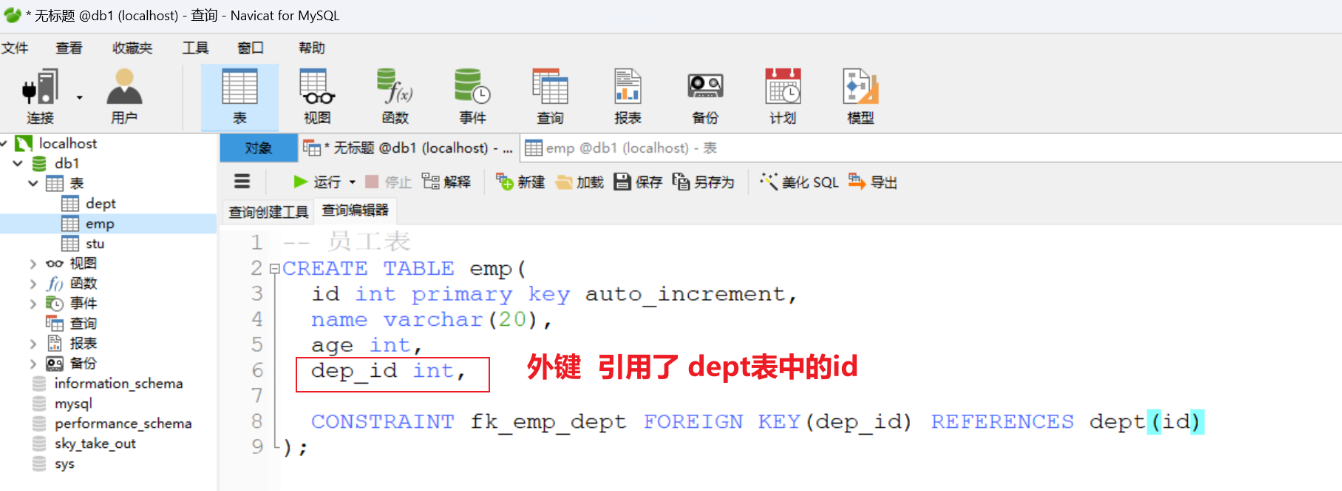 * 无标题 @db1 (localhost) - 查询 - Navicat for MySQL
文件 查看 收藏夹 工具 窗口 帮助
连接 用户 表 视图 函数 事件 查询 报表 备份 计划 模型
localhost
db1
表
dept
emp
stu
视图
函数
事件
查询
报表
备份
information_schema
mysql
performance_schema
sky_take_out
sys
对象 * 无标题 @db1 (localhost) - ... emp @db1 (localhost) - 表
运行 停止 解释 新建 加载 保存 另存为 美化 SQL 导出
查询创建工具 查询编辑器
1 -- 员工表
2 CREATE TABLE emp(
3 id int primary key auto_increment,
4 name varchar(20),
5 age int,
6 dep_id int, 外键 引用了 dept表中的id
7
8 CONSTRAINT fk_emp_dept FOREIGN KEY(dep_id) REFERENCES dept(id)
9 );